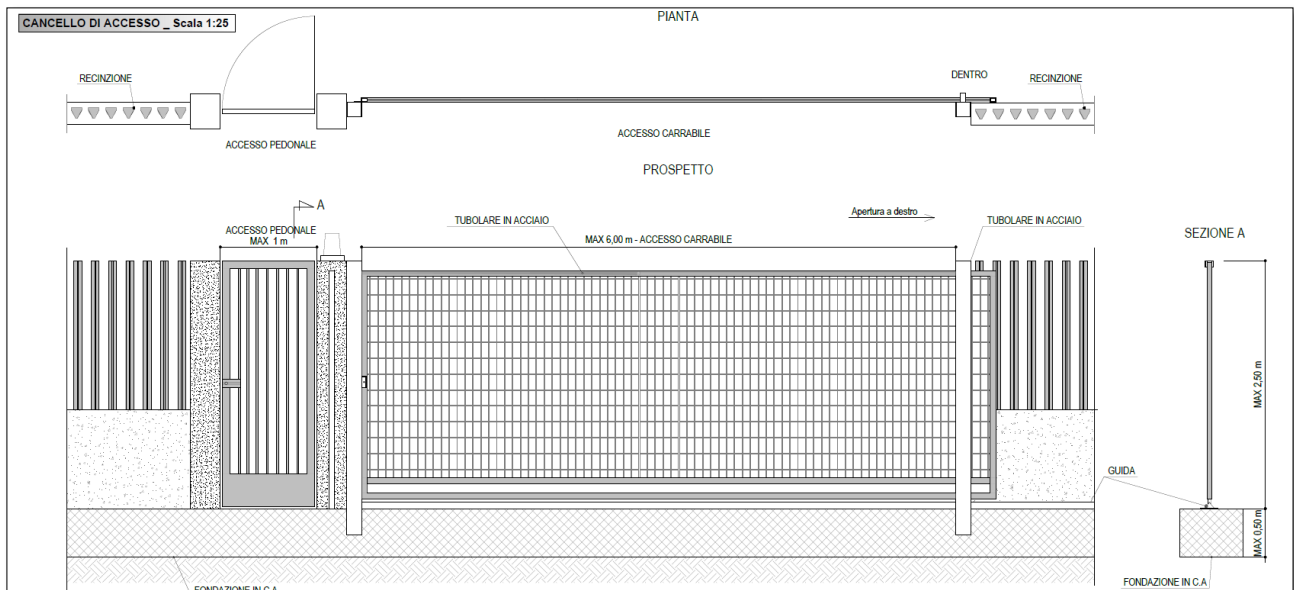 CANCELLO DI ACCESSO _ Scala 1:25
PIANTA
RECINZIONE
DENTRO
RECINZIONE
ACCESSO PEDONALE
ACCESSO CARRABILE
PROSPETTO
A
ACCESSO PEDONALE
MAX 1 m
TUBOLARE IN ACCIAIO
MAX 6,00 m - ACCESSO CARRABILE
Apertura a destro
TUBOLARE IN ACCIAIO
SEZIONE A
MAX 2,50 m
GUIDA
MAX 0,50 m
FONDAZIONE IN C.A
FONDAZIONE IN C.A